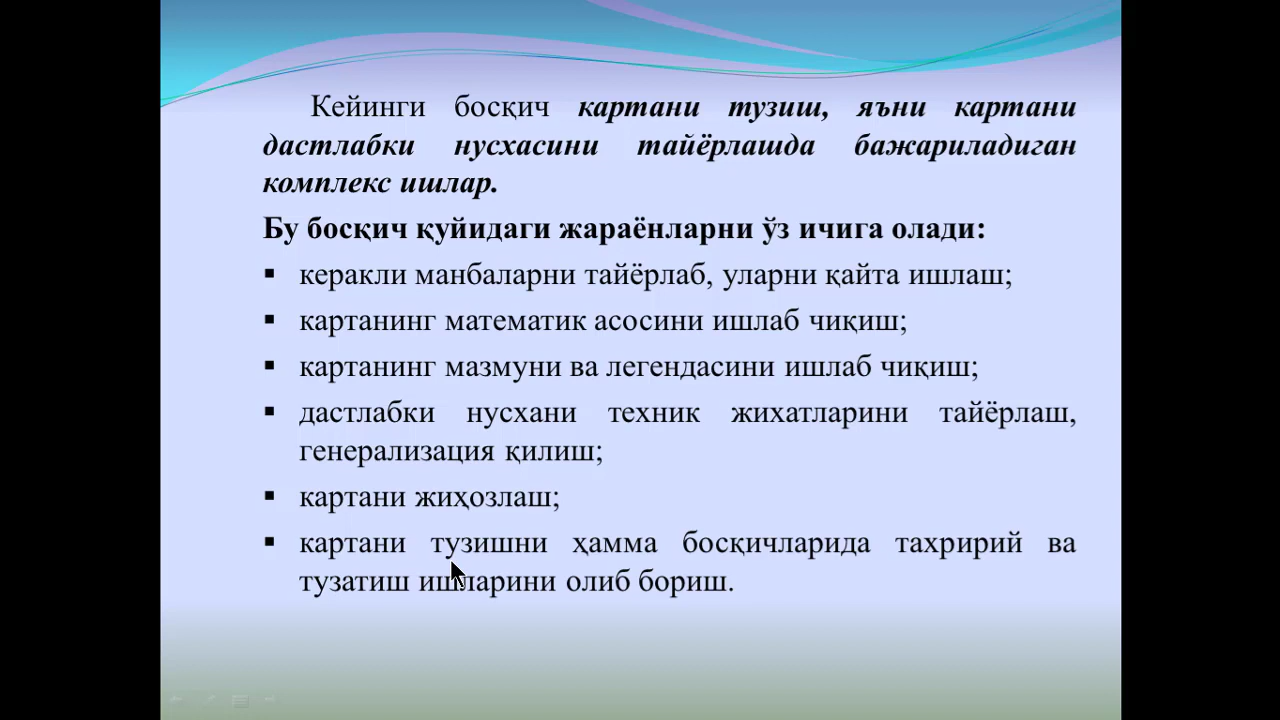 Кейинги босқич картани тузиш, яъни картани
дастлабки нусхасини тайёрлашда бажариладиган
комплекс ишлар.
Бу босқич қуйидаги жараёнларни ўз ичига олади:
▪ керакли манбаларни тайёрлаб, уларни қайта ишлаш;
▪ картанинг математик асосини ишлаб чиқиш;
▪ картанинг мазмуни ва легендасини ишлаб чиқиш;
▪ дастлабки нусхани техник жихатларини тайёрлаш,
генерализация қилиш;
▪ картани жиҳозлаш;
▪ картани тузишни ҳамма босқичларида тахририй ва
тузатиш ишларини олиб бориш.